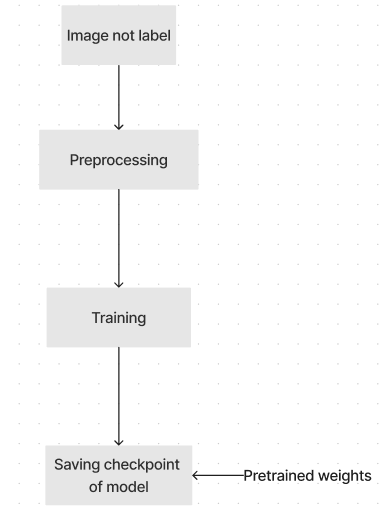 Image not label
Preprocessing
Training
Saving checkpoint
of model
Pretrained weights